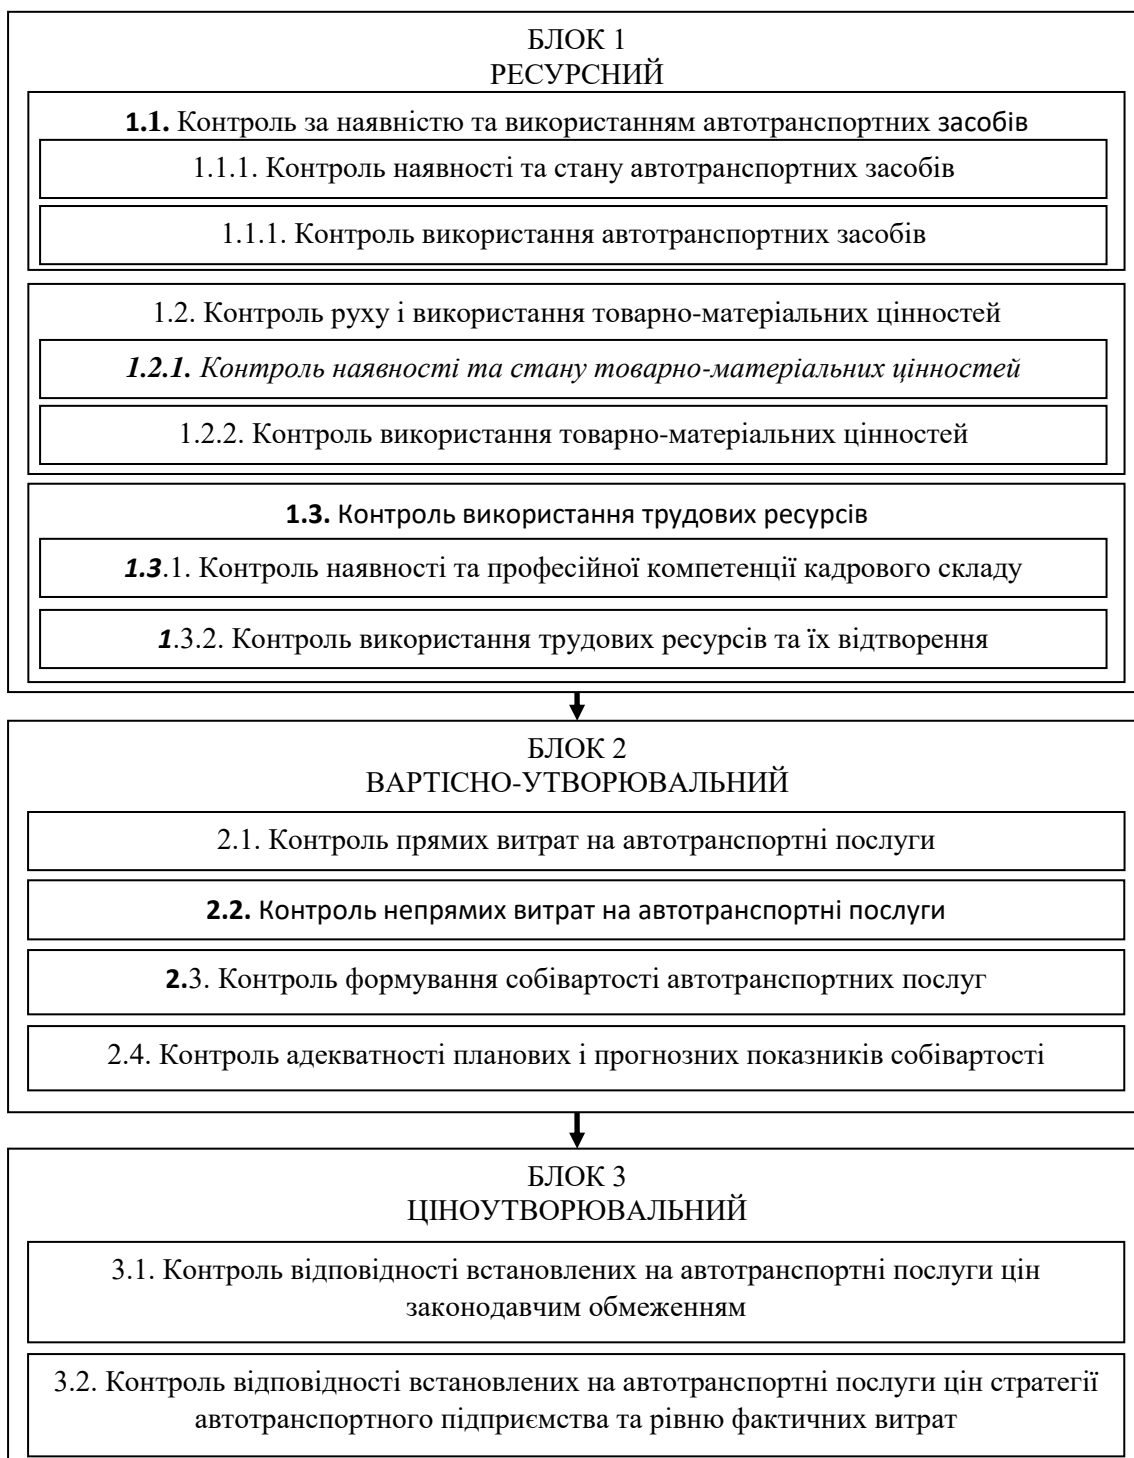 БЛОК 1
РЕСУРСНИЙ
1.1. Контроль за наявністю та використанням автотранспортних засобів
1.1.1. Контроль наявності та стану автотранспортних засобів
1.1.1. Контроль використання автотранспортних засобів
1.2. Контроль руху і використання товарно-матеріальних цінностей
1.2.1. Контроль наявності та стану товарно-матеріальних цінностей
1.2.2. Контроль використання товарно-матеріальних цінностей
1.3. Контроль використання трудових ресурсів
1.3.1. Контроль наявності та професійної компетенції кадрового складу
1.3.2. Контроль використання трудових ресурсів та їх відтворення
БЛОК 2
ВАРТІСНО-УТВОРЮВАЛЬНИЙ
2.1. Контроль прямих витрат на автотранспортні послуги
2.2. Контроль непрямих витрат на автотранспортні послуги
2.3. Контроль формування собівартості автотранспортних послуг
2.4. Контроль адекватності планових і прогнозних показників собівартості
БЛОК 3
ЦІНОУТВОРЮВАЛЬНИЙ
3.1. Контроль відповідності встановлених на автотранспортні послуги цін
законодавчим обмеженням
3.2. Контроль відповідності встановлених на автотранспортні послуги цін стратегії
автотранспортного підприємства та рівню фактичних витрат